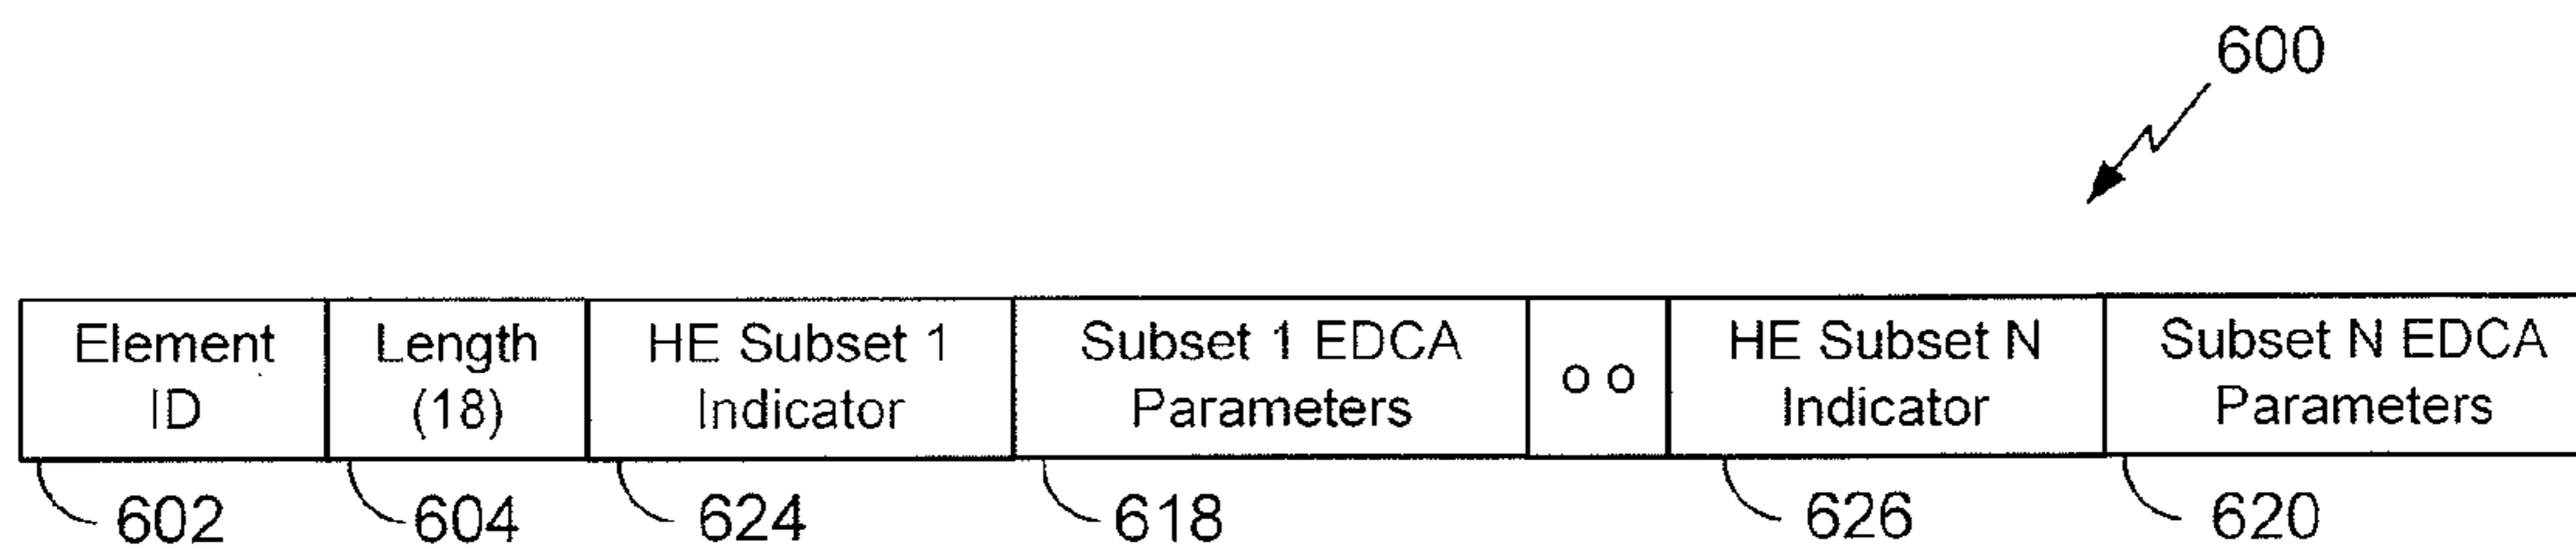 600
Element ID
Length (18)
HE Subset 1 Indicator
Subset 1 EDCA Parameters
o o
HE Subset N Indicator
Subset N EDCA Parameters
602
604
624
618
626
620